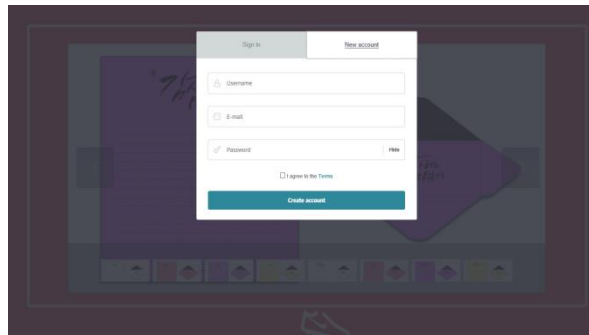 Sign in
New account
Username
E-mail
Password
Hide
I agree to the Terms
Create account